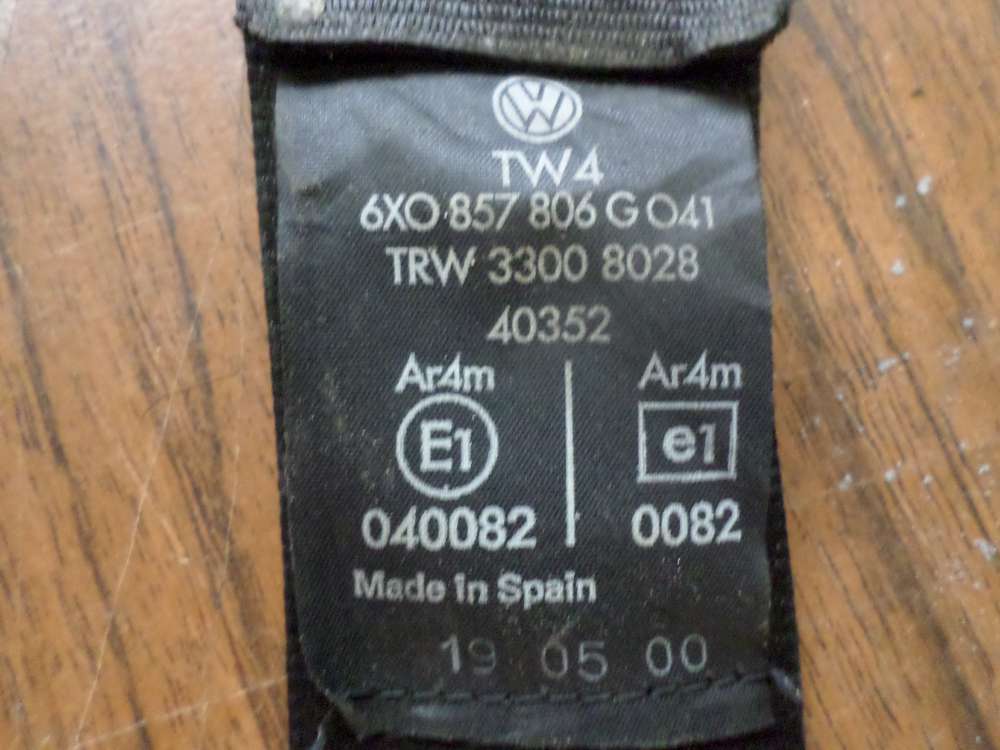 TW4
6X0 857 806 G 041
TRW 3300 8028
40352
Ar4m Ar4m
E1 e1
040082 0082
Made in Spain
19 05 00